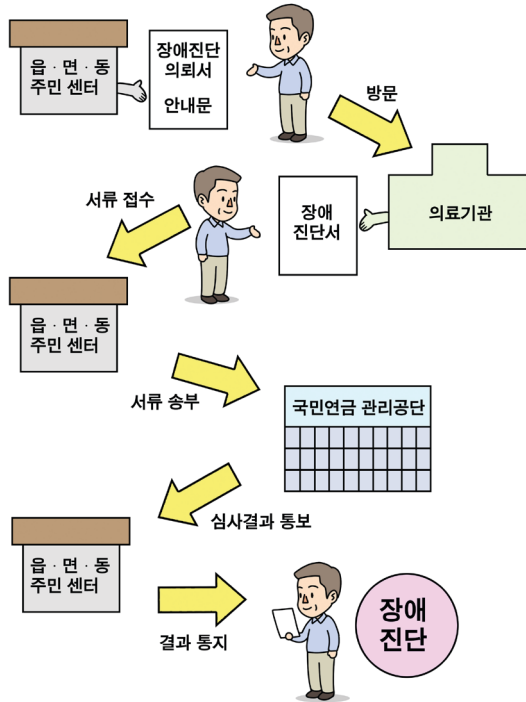 읍 · 면 · 동
주민 센터
장애진단
의뢰서
안내문
방문
의료기관
장애
진단서
서류 접수
읍 · 면 · 동
주민 센터
서류 송부
국민연금 관리공단
심사결과 통보
읍 · 면 · 동
주민 센터
결과 통지
장애
진단